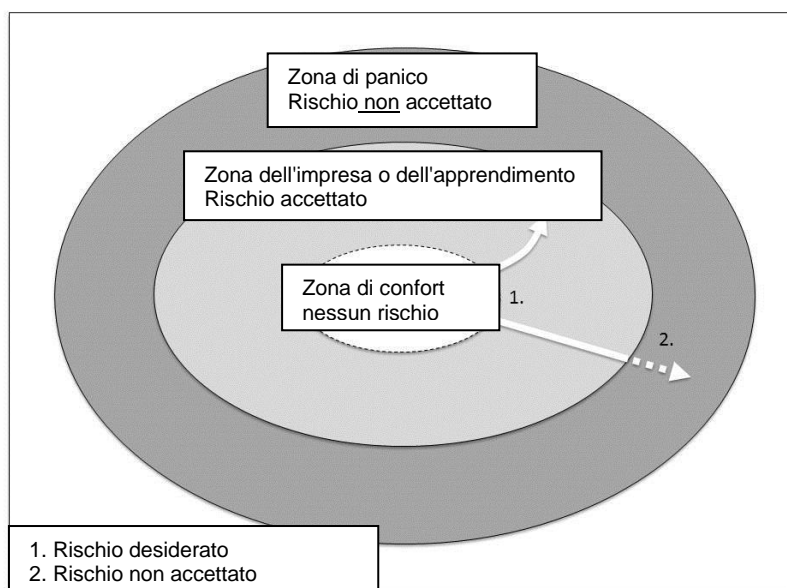 Zona di panico
Rischio non accettato
Zona dell'impresa o dell'apprendimento
Rischio accettato
Zona di confort
nessun rischio
1.
2.
1. Rischio desiderato
2. Rischio non accettato